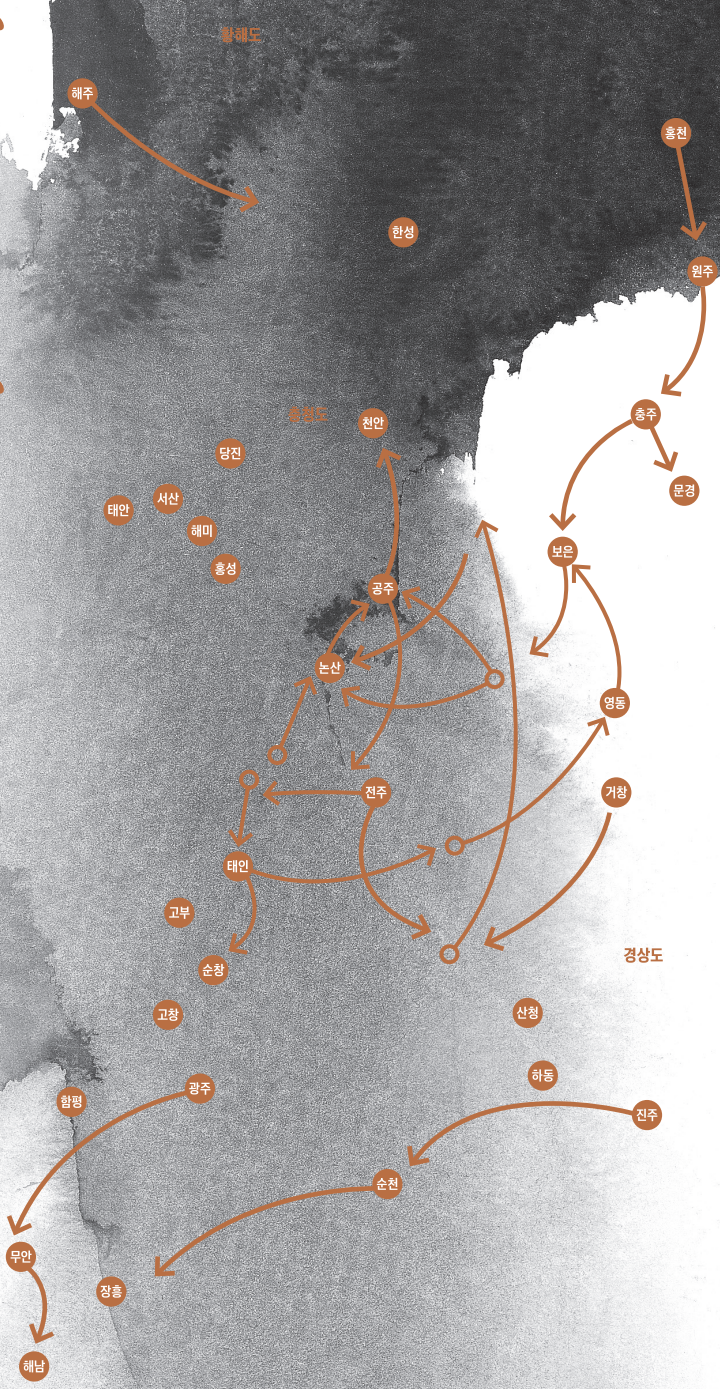 황해도
해주
홍천
한성
원주
충청도
천안
충주
당진
문경
서산
태안
해미
보은
홍성
공주
논산
영동
전주
거창
태인
고부
경상도
순창
산청
고창
하동
광주
함평
진주
순천
무안
장흥
해남